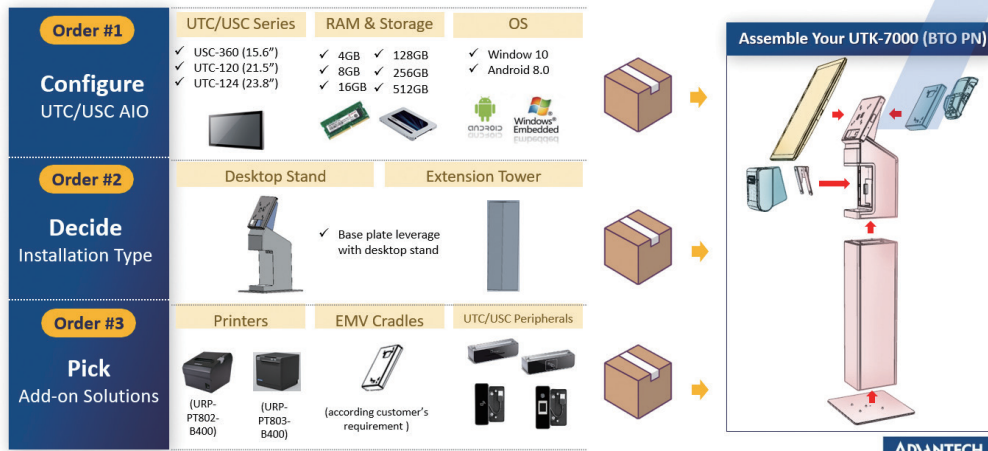 Order #1
Configure
UTC/USC AIO
UTC/USC Series
✓ USC-360 (15.6”)
✓ UTC-120 (21.5”)
✓ UTC-124 (23.8”)
RAM & Storage
✓ 4GB ✓ 128GB
✓ 8GB ✓ 256GB
✓ 16GB ✓ 512GB
OS
✓ Window 10
✓ Android 8.0
android
Windows®
Embedded
Order #2
Decide
Installation Type
Desktop Stand
Extension Tower
✓ Base plate leverage
with desktop stand
Order #3
Pick
Add-on Solutions
Printers
(URP-
PT802-
B400)
(URP-
PT803-
B400)
EMV Cradles
(according customer's
requirement )
UTC/USC Peripherals
Assemble Your UTK-7000 (BTO PN)
ADVANTECH